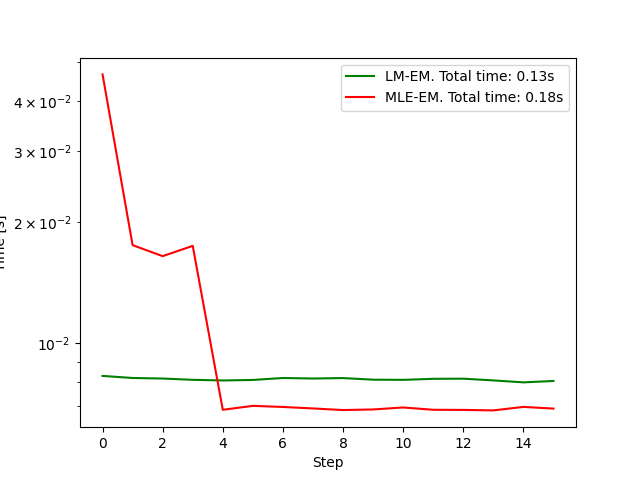 LM-EM. Total time: 0.13s
MLE-EM. Total time: 0.18s
4 × 10⁻²
3 × 10⁻²
2 × 10⁻²
10⁻²
0 2 4 6 8 10 12 14
Step